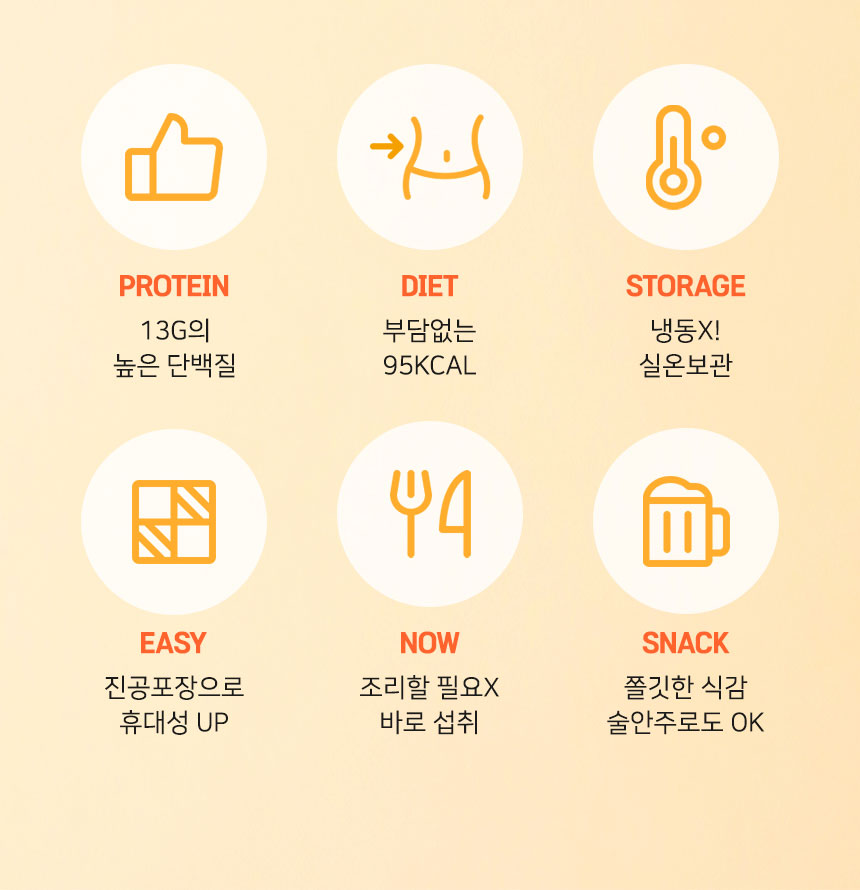 PROTEIN
13G의
높은 단백질
DIET
부담없는
95KCAL
STORAGE
냉동X!
실온보관
EASY
진공포장으로
휴대성 UP
NOW
조리할 필요X
바로 섭취
SNACK
쫄깃한 식감
술안주로도 OK